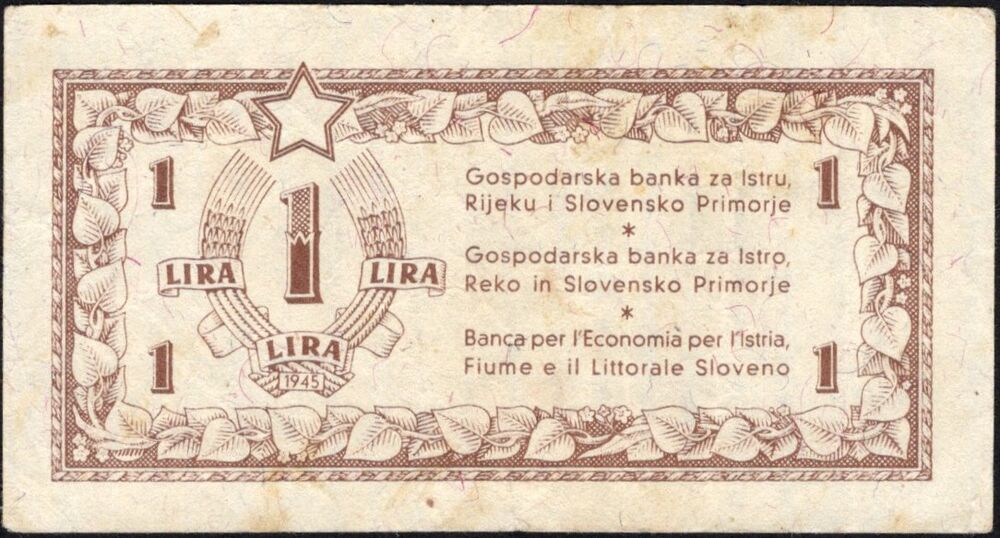 1
1
1
LIRA
LIRA
LIRA
1945
Gospodarska banka za Istru,
Rijeku i Slovensko Primorje
*
Gospodarska banka za Istro,
Reko in Slovensko Primorje
*
Banca per l'Economia per l'Istria,
Fiume e il Littorale Sloveno
1
1